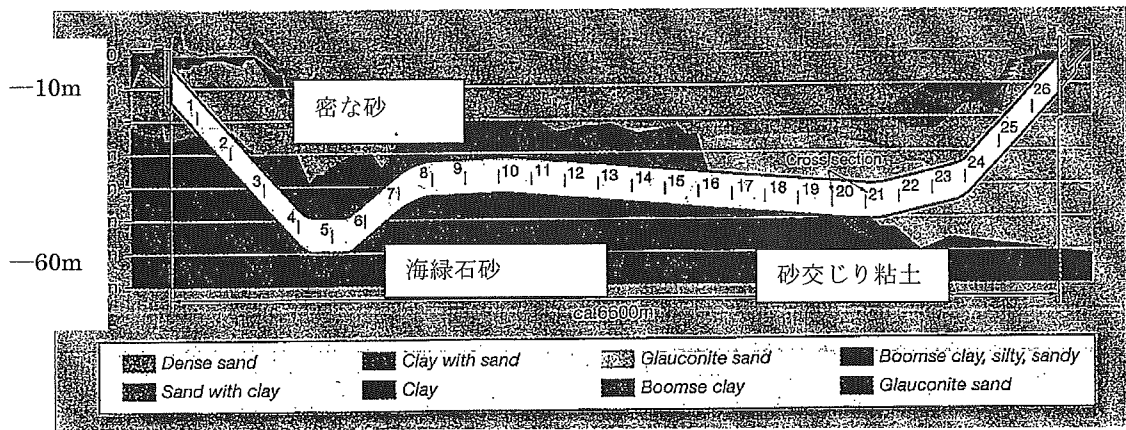 —10m
密な砂
Cross section
1 2 3 4 5 6 7 8 9 10 11 12 13 14 15 16 17 18 19 20 21 22 23 24 25 26
—60m
海緑石砂
砂交じり粘土
ca 6600m
Dense sand Clay with sand Glauconite sand Boomse clay, silty, sandy
Sand with clay Clay Boomse clay Glauconite sand